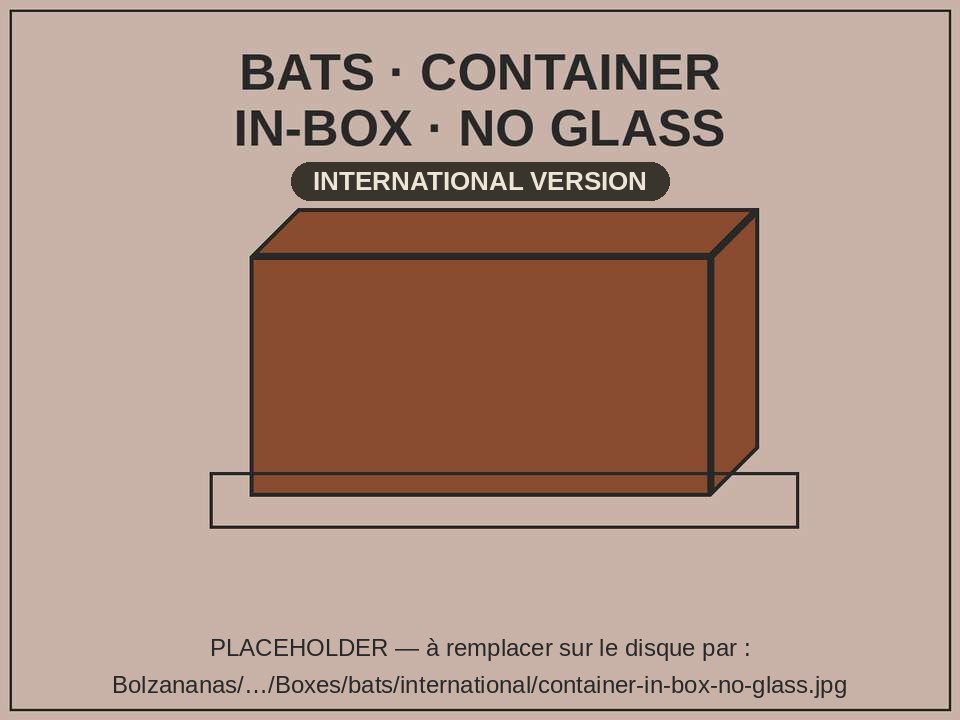 BATS · CONTAINER
IN-BOX · NO GLASS
INTERNATIONAL VERSION
PLACEHOLDER — à remplacer sur le disque par :
Bolzananas/…/Boxes/bats/international/container-in-box-no-glass.jpg